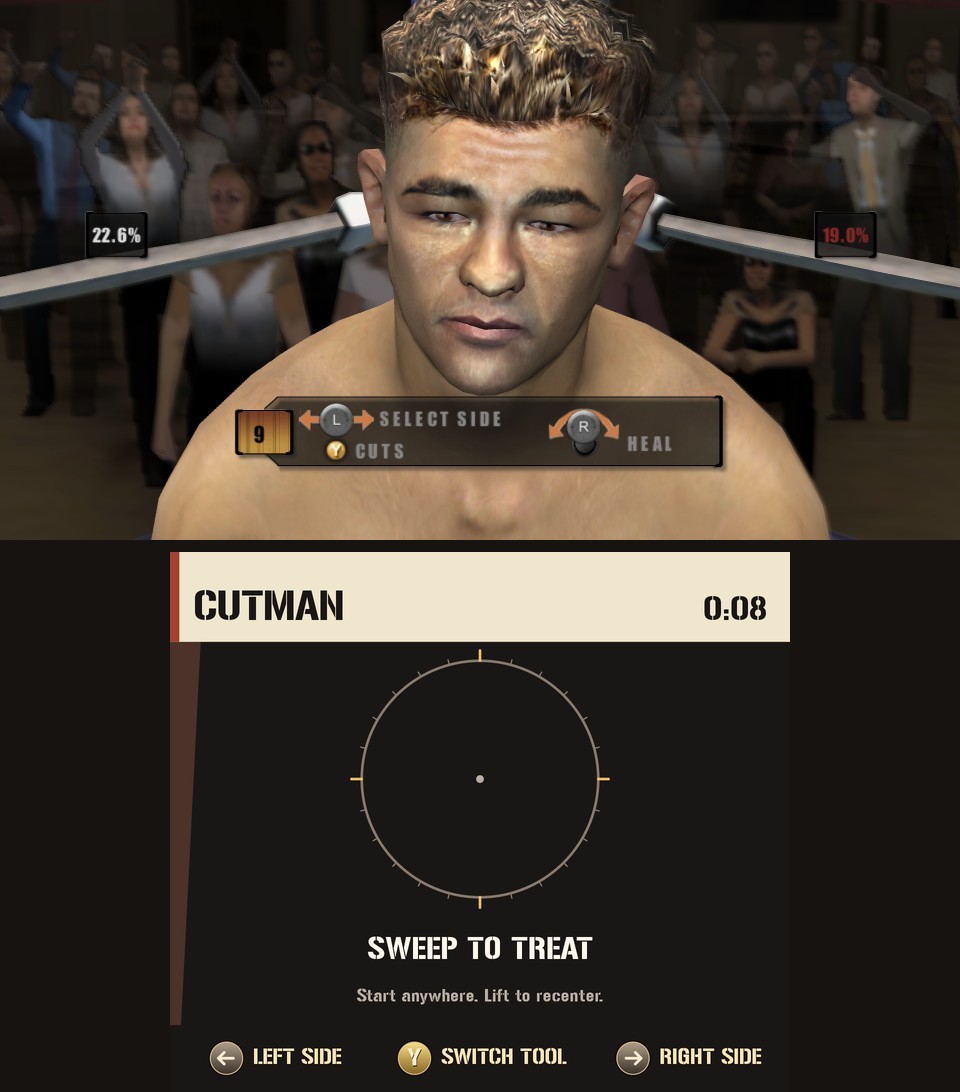 22.6%
19.0%
9
L SELECT SIDE
Y CUTS
R HEAL
CUTMAN
0:08
SWEEP TO TREAT
Start anywhere. Lift to recenter.
LEFT SIDE
Y SWITCH TOOL
RIGHT SIDE